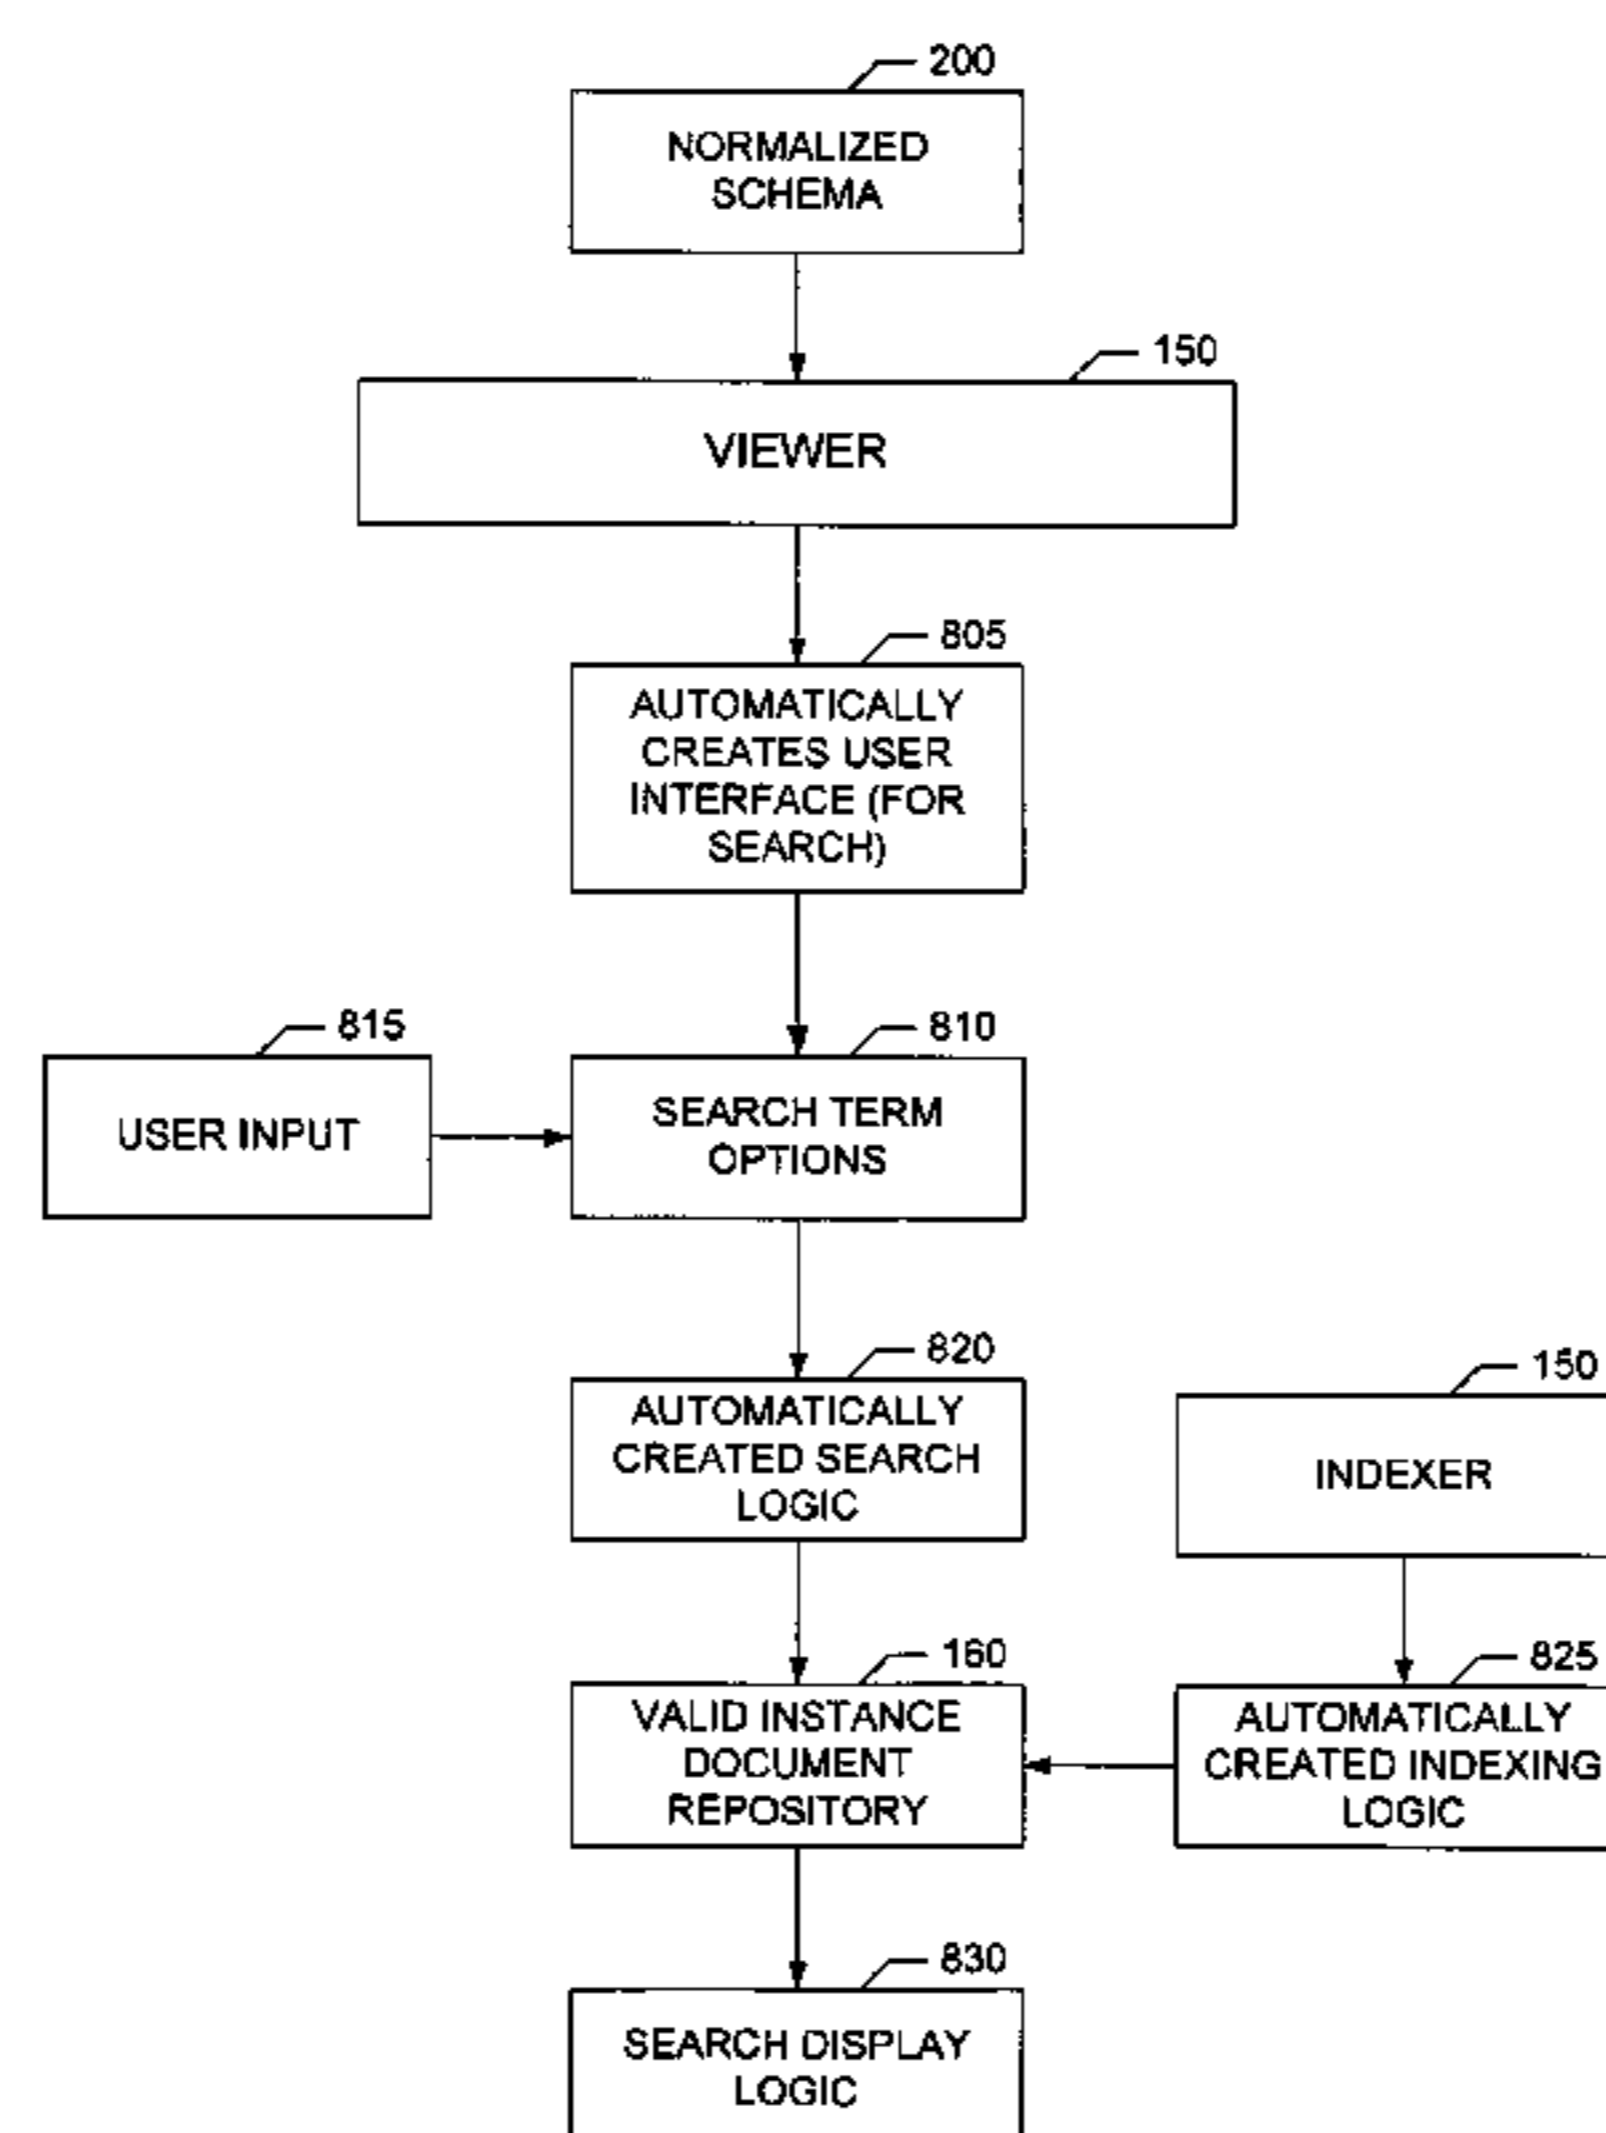 200
NORMALIZED
SCHEMA
150
VIEWER
805
AUTOMATICALLY
CREATES USER
INTERFACE (FOR
SEARCH)
815
USER INPUT
810
SEARCH TERM
OPTIONS
820
AUTOMATICALLY
CREATED SEARCH
LOGIC
150
INDEXER
160
VALID INSTANCE
DOCUMENT
REPOSITORY
825
AUTOMATICALLY
CREATED INDEXING
LOGIC
830
SEARCH DISPLAY
LOGIC